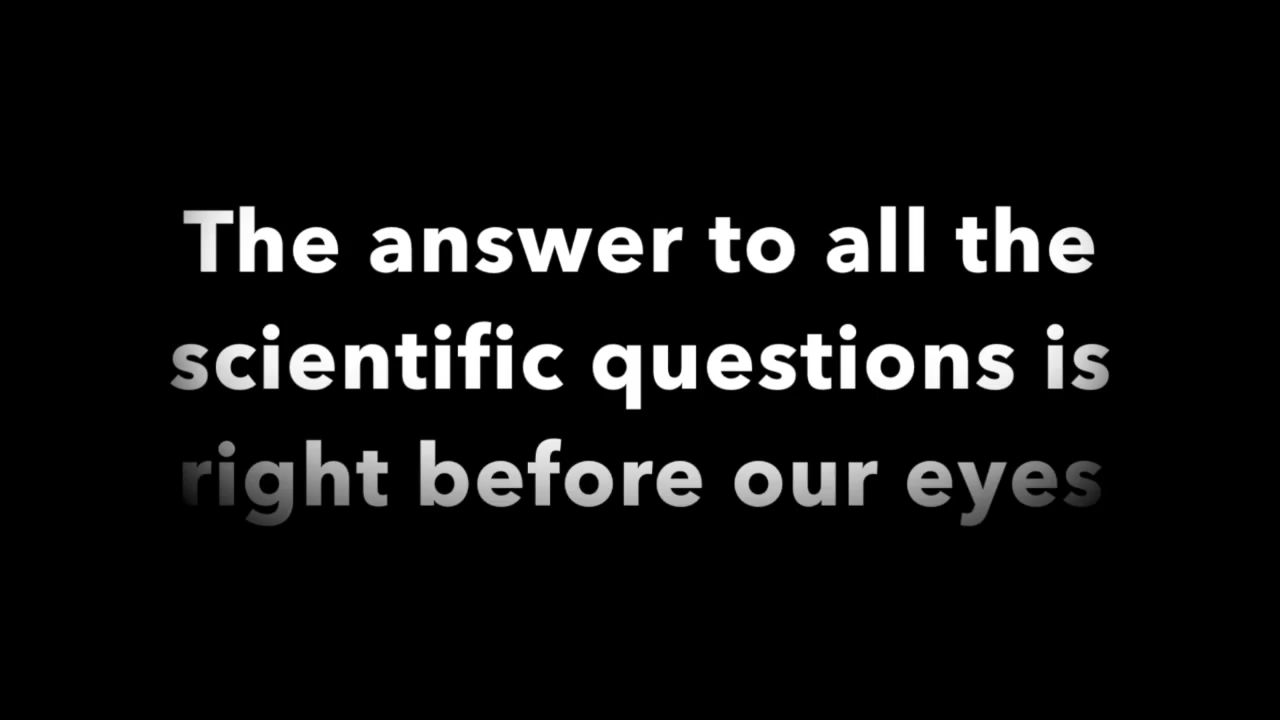 The answer to all the
scientific questions is
right before our eyes